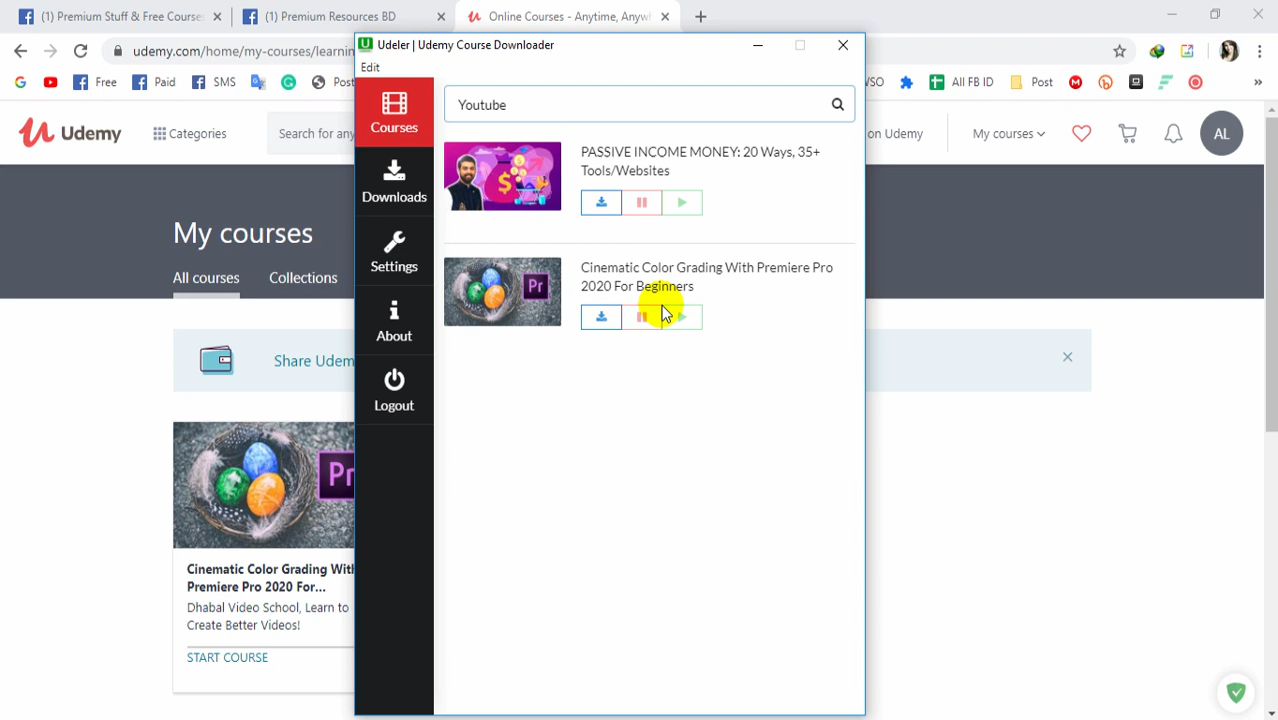 (1) Premium Stuff & Free Course
(1) Premium Resources BD
Online Courses - Anytime, Anyw
udemy.com/home/my-courses/learnin
Udeler | Udemy Course Downloader
Edit
Free
Paid
SMS
Post
All FB ID
Post
Udemy
Categories
Search for any
on Udemy
My courses
AL
Courses
Downloads
Settings
About
Logout
Youtube
PASSIVE INCOME MONEY: 20 Ways, 35+
Tools/Websites
Cinematic Color Grading With Premiere Pro
2020 For Beginners
Pr
My courses
All courses
Collections
Share Udem
Pr
Cinematic Color Grading With
Premiere Pro 2020 For...
Dhabal Video School, Learn to
Create Better Videos!
START COURSE